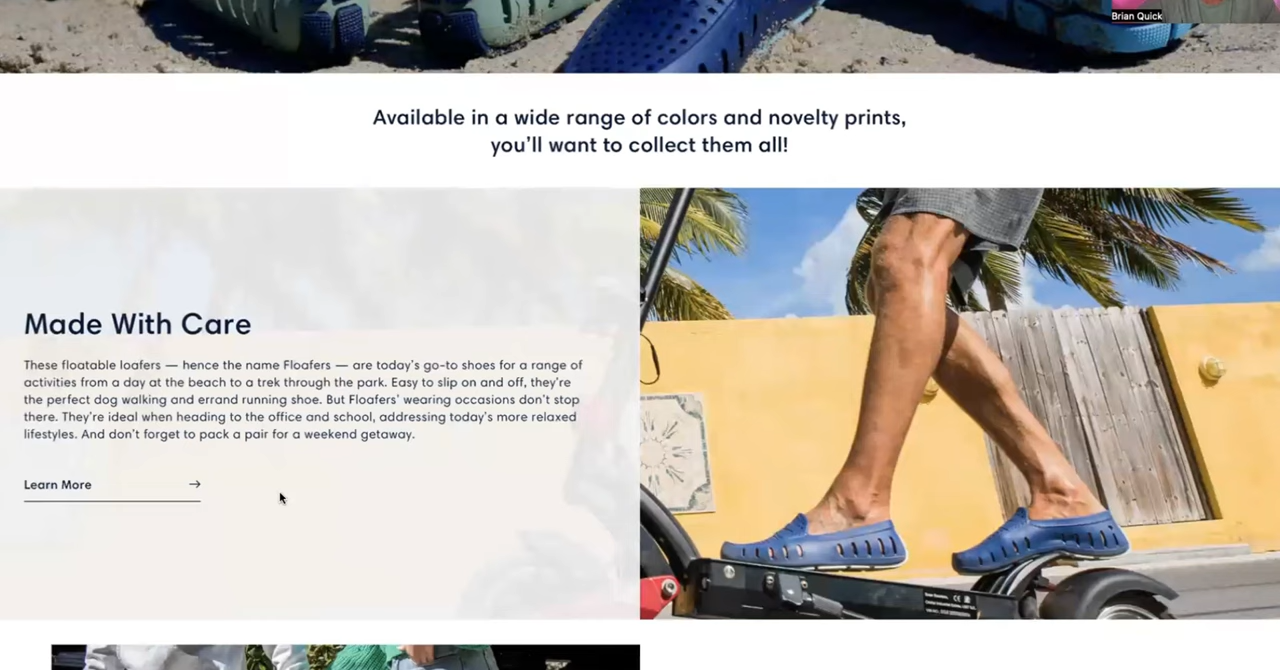 Brian Quick
Available in a wide range of colors and novelty prints,
you'll want to collect them all!
Made With Care
These floatable loafers — hence the name Floafers — are today's go-to shoes for a range of
activities from a day at the beach to a trek through the park. Easy to slip on and off, they're
the perfect dog walking and errand running shoe. But Floafers' wearing occasions don't stop
there. They're ideal when heading to the office and school, addressing today's more relaxed
lifestyles. And don't forget to pack a pair for a weekend getaway.
Learn More →